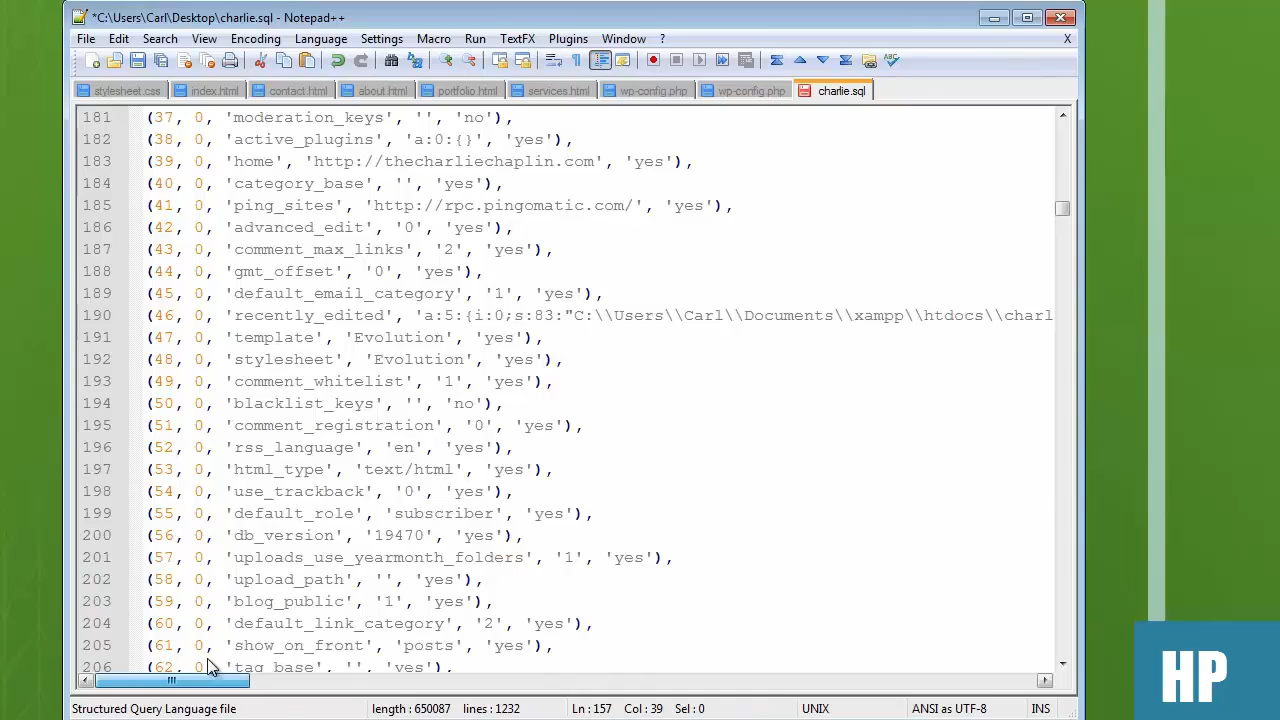 *C:\Users\Carl\Desktop\charlie.sql - Notepad++
File Edit Search View Encoding Language Settings Macro Run TextFX Plugins Window ? X
stylesheet.css index.html contact.html about.html portfolio.html services.html wp-config.php wp-config.php charlie.sql
181 (37, 0, 'moderation_keys', '', 'no'),
182 (38, 0, 'active_plugins', 'a:0:{}', 'yes'),
183 (39, 0, 'home', 'http://thecharliechaplin.com', 'yes'),
184 (40, 0, 'category_base', '', 'yes'),
185 (41, 0, 'ping_sites', 'http://rpc.pingomatic.com/', 'yes'),
186 (42, 0, 'advanced_edit', '0', 'yes'),
187 (43, 0, 'comment_max_links', '2', 'yes'),
188 (44, 0, 'gmt_offset', '0', 'yes'),
189 (45, 0, 'default_email_category', '1', 'yes'),
190 (46, 0, 'recently_edited', 'a:5:{i:0;s:83:"C:\\Users\\Carl\\Documents\\xampp\\htdocs\\charl
191 (47, 0, 'template', 'Evolution', 'yes'),
192 (48, 0, 'stylesheet', 'Evolution', 'yes'),
193 (49, 0, 'comment_whitelist', '1', 'yes'),
194 (50, 0, 'blacklist_keys', '', 'no'),
195 (51, 0, 'comment_registration', '0', 'yes'),
196 (52, 0, 'rss_language', 'en', 'yes'),
197 (53, 0, 'html_type', 'text/html', 'yes'),
198 (54, 0, 'use_trackback', '0', 'yes'),
199 (55, 0, 'default_role', 'subscriber', 'yes'),
200 (56, 0, 'db_version', '19470', 'yes'),
201 (57, 0, 'uploads_use_yearmonth_folders', '1', 'yes'),
202 (58, 0, 'upload_path', '', 'yes'),
203 (59, 0, 'blog_public', '1', 'yes'),
204 (60, 0, 'default_link_category', '2', 'yes'),
205 (61, 0, 'show_on_front', 'posts', 'yes'),
206 (62, 0, 'tag_base', '', 'yes'),
Structured Query Language file length : 650087 lines : 1232 Ln : 157 Col : 39 Sel : 0 UNIX ANSI as UTF-8 INS
HP